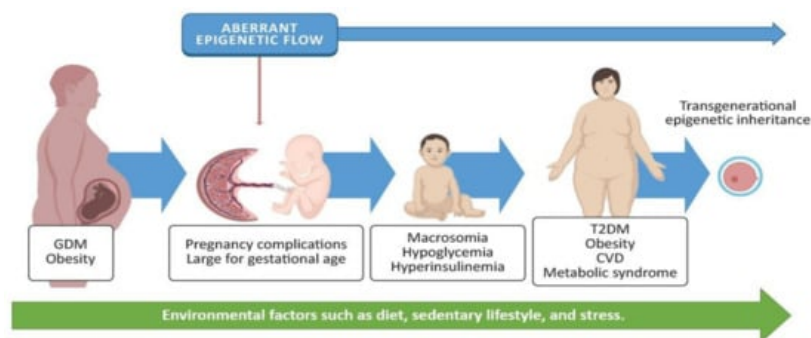 ABERRANT
EPIGENETIC FLOW
Transgenerational
epigenetic inheritance
GDM
Obesity
Pregnancy complications
Large for gestational age
Macrosomia
Hypoglycemia
Hyperinsulinemia
T2DM
Obesity
CVD
Metabolic syndrome
Environmental factors such as diet, sedentary lifestyle, and stress.